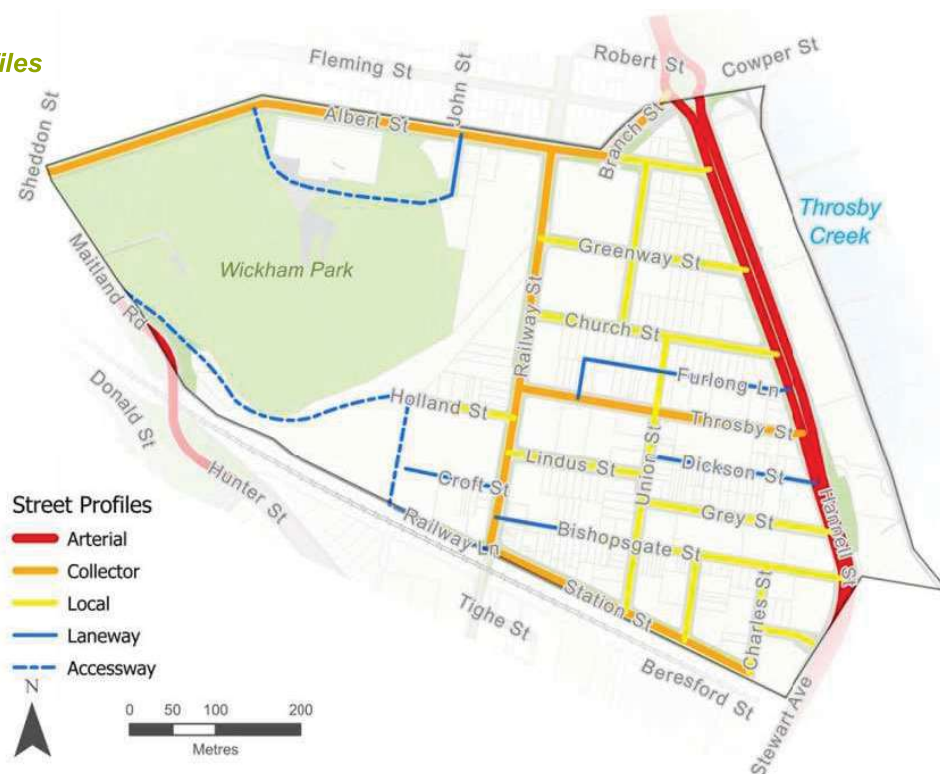 Robert St
Cowper St
Fleming St
John St
Sheddon St
Albert St
Branch St
Throsby
Creek
Greenway St
Wickham Park
Maitland Rd
Railway St
Church St
Furlong Ln
Donald St
Holland St
Throsby St
Union St
Lindus St
Dickson St
Hunter St
Croft St
Grey St
Hannell St
Railway Ln
Bishopsgate St
Station St
Charles St
Tighe St
Beresford St
Stewart Ave
Street Profiles
Arterial
Collector
Local
Laneway
Accessway
N
0 50 100 200
Metres